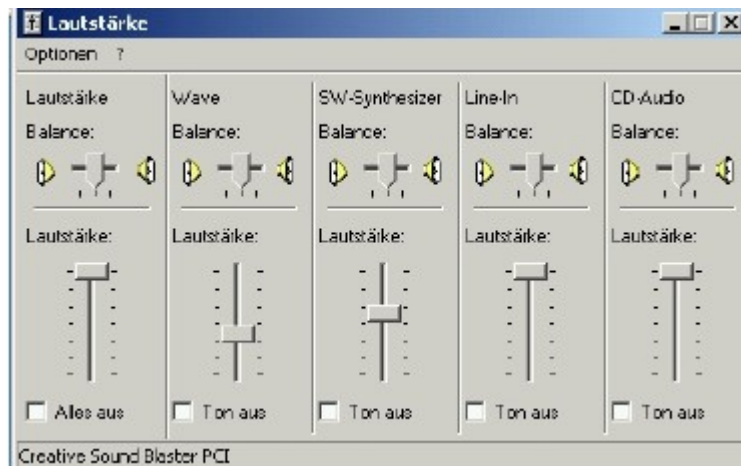 Lautstärke
Optionen ?
Lautstärke Wave SW-Synthesizer Line-In CD-Audio
Balance: Balance: Balance: Balance: Balance:
Lautstärke: Lautstärke: Lautstärke: Lautstärke: Lautstärke:
Alles aus Ton aus Ton aus Ton aus Ton aus
Creative Sound Blaster PCI